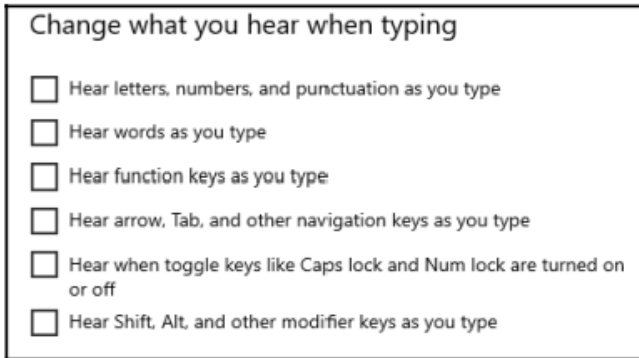 Change what you hear when typing
Hear letters, numbers, and punctuation as you type
Hear words as you type
Hear function keys as you type
Hear arrow, Tab, and other navigation keys as you type
Hear when toggle keys like Caps lock and Num lock are turned on
or off
Hear Shift, Alt, and other modifier keys as you type